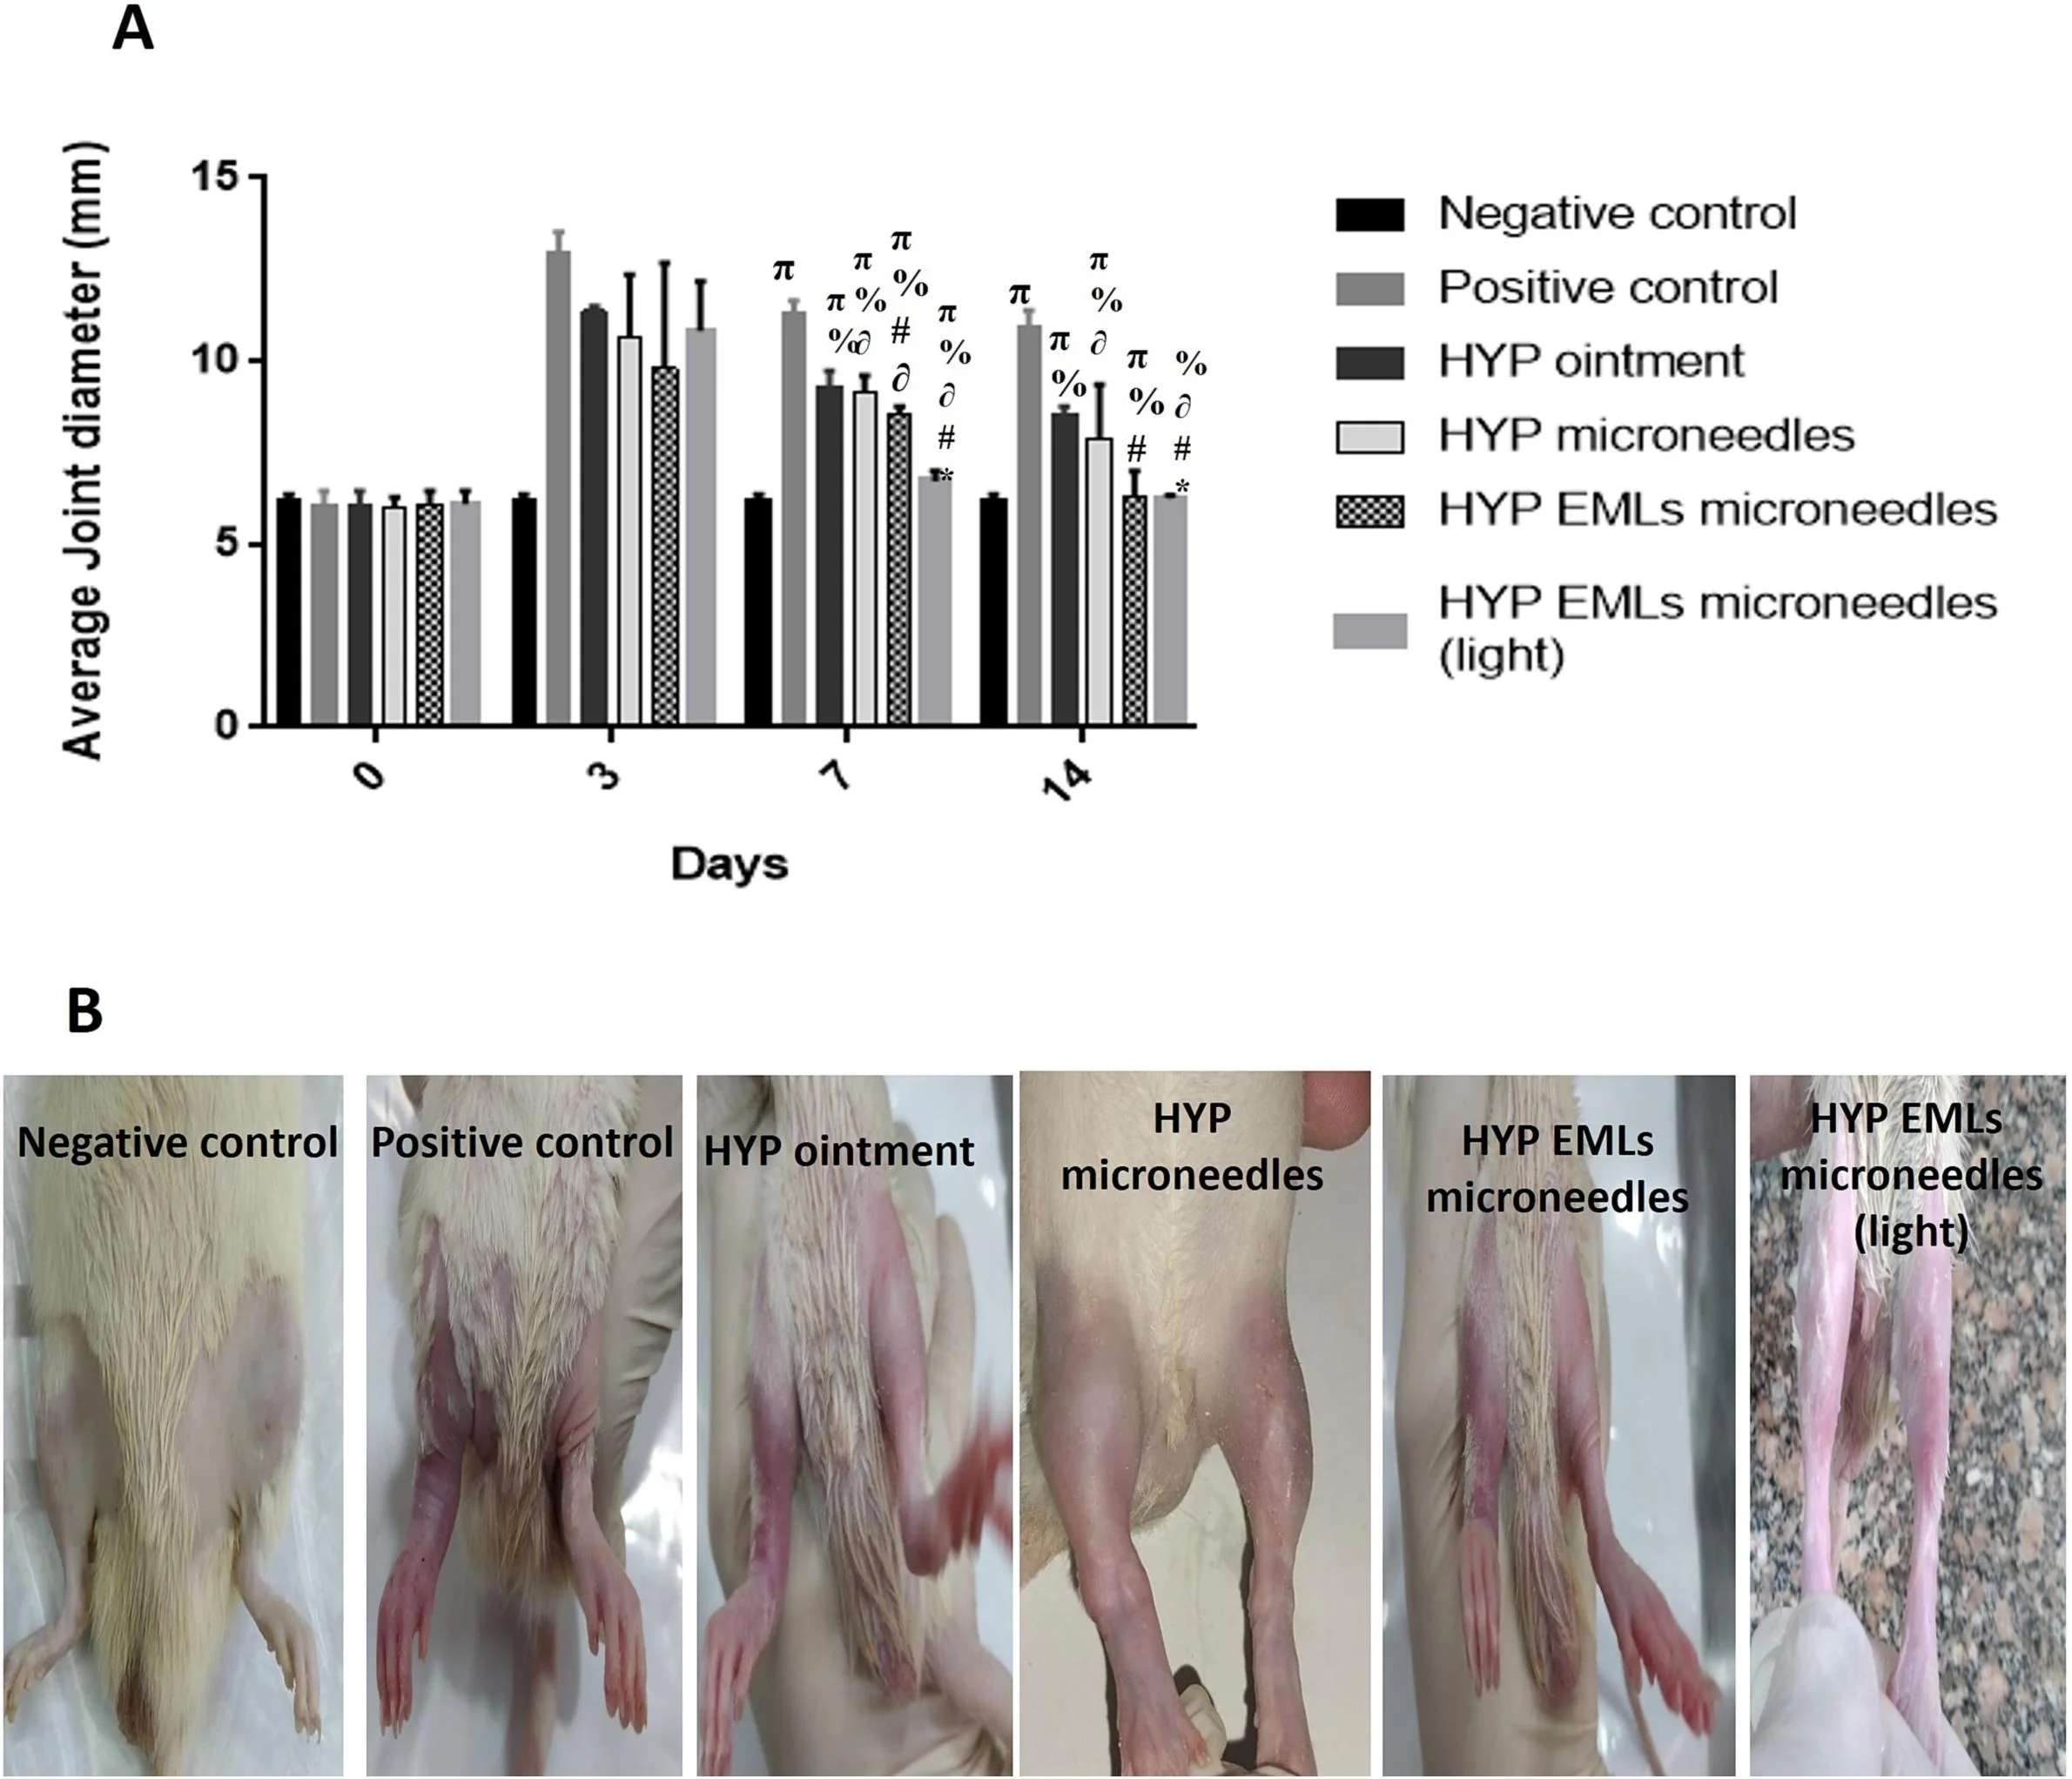 A
Average Joint diameter (mm)
15
10
5
0
π
π
%
π
%
∂
π
%
#
∂
π
%
∂
#
*
π
π
%
π
%
∂
π
%
#
%
∂
#
*
0
3
7
14
Days
Negative control
Positive control
HYP ointment
HYP microneedles
HYP EMLs microneedles
HYP EMLs microneedles
(light)
B
Negative control
Positive control
HYP ointment
HYP
microneedles
HYP EMLs
microneedles
HYP EMLs
microneedles
(light)